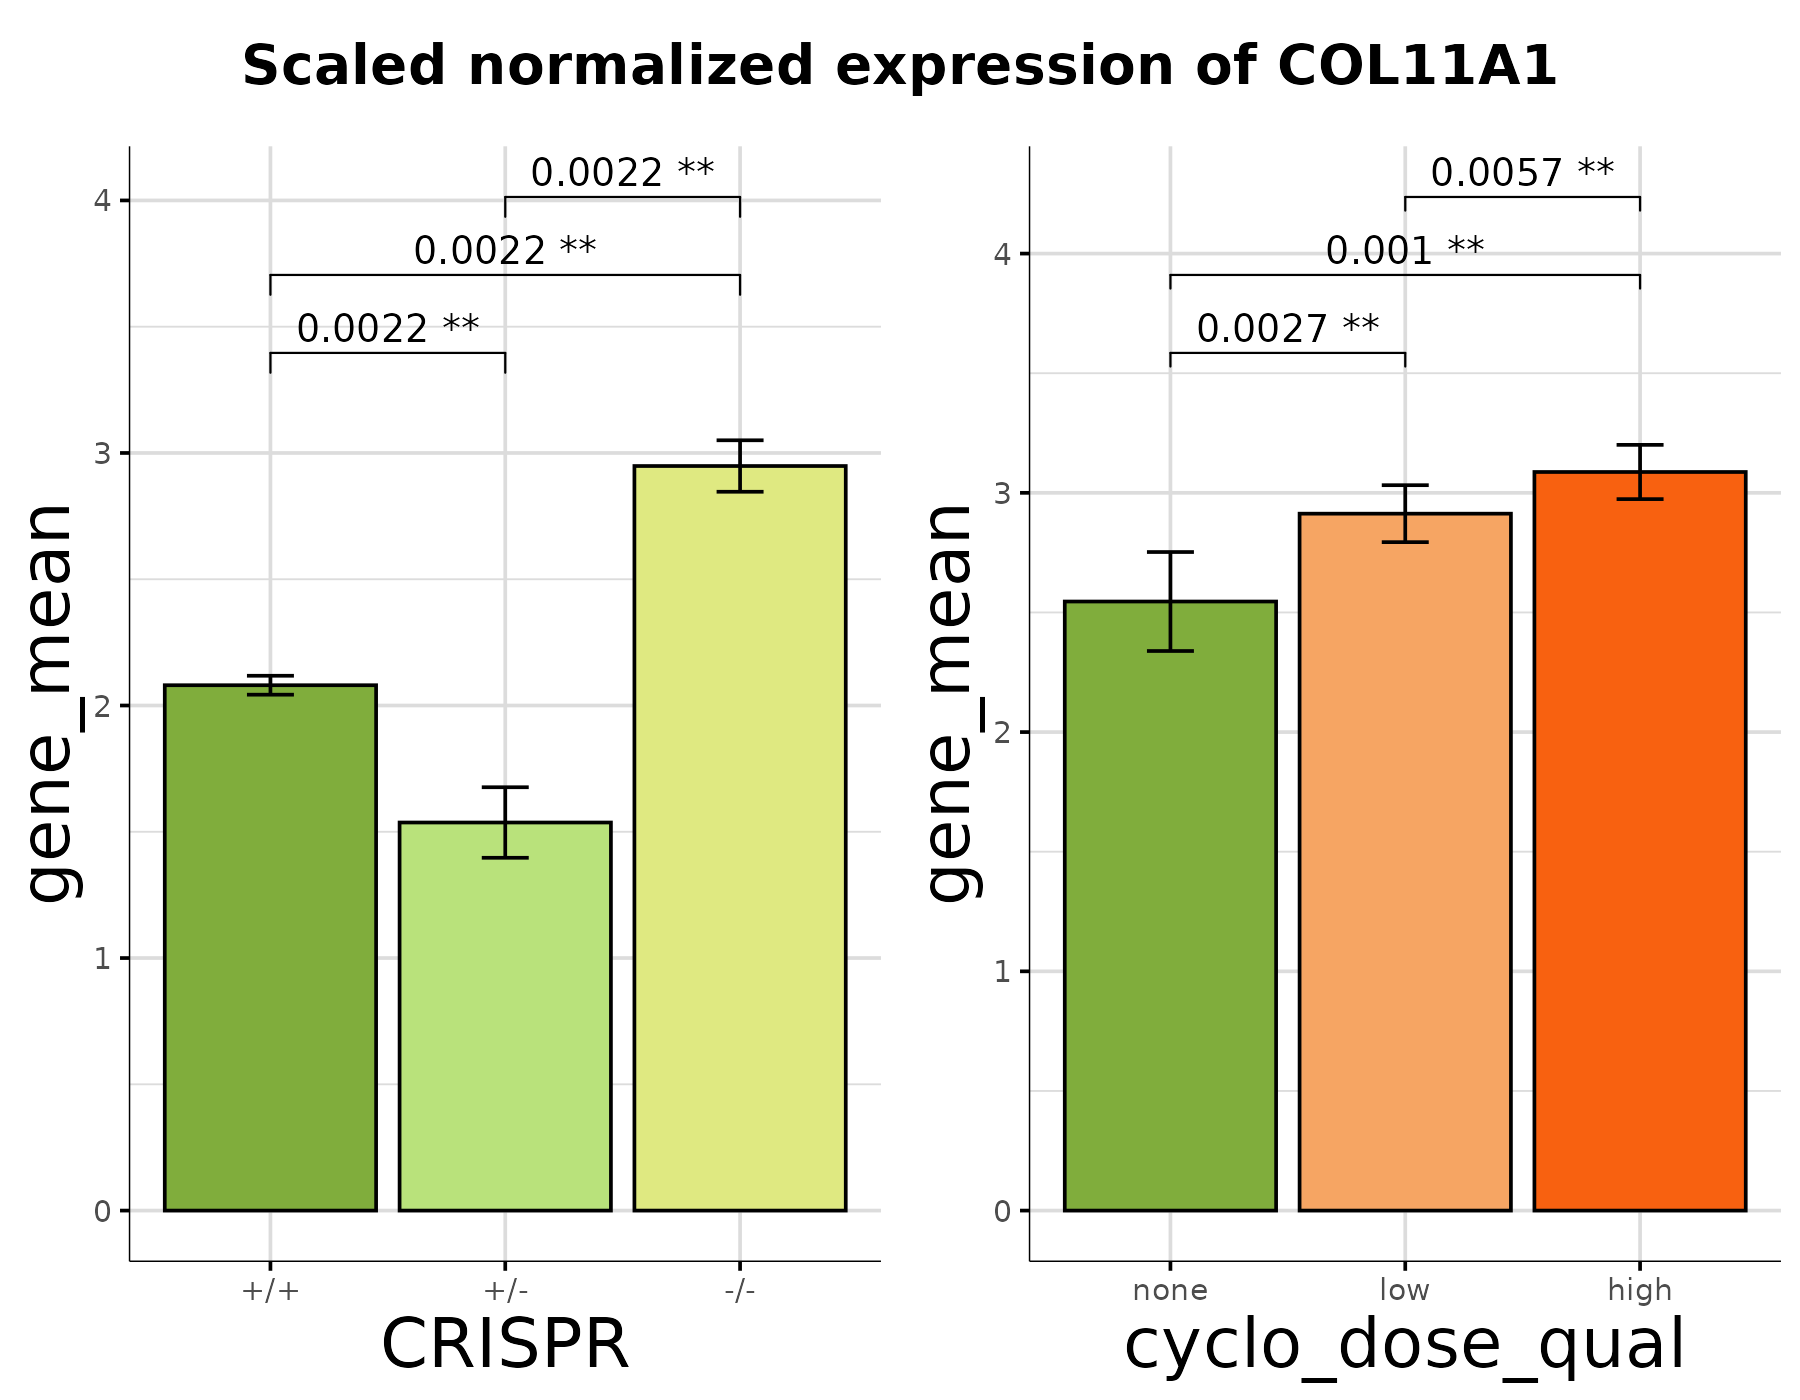 Scaled normalized expression of COL11A1
0.0022 **
0.0022 **
0.0022 **
4
3
2
1
0
gene_mean
+/+ +/- -/-
CRISPR
0.0057 **
0.001 **
0.0027 **
4
3
2
1
0
gene_mean
none low high
cyclo_dose_qual